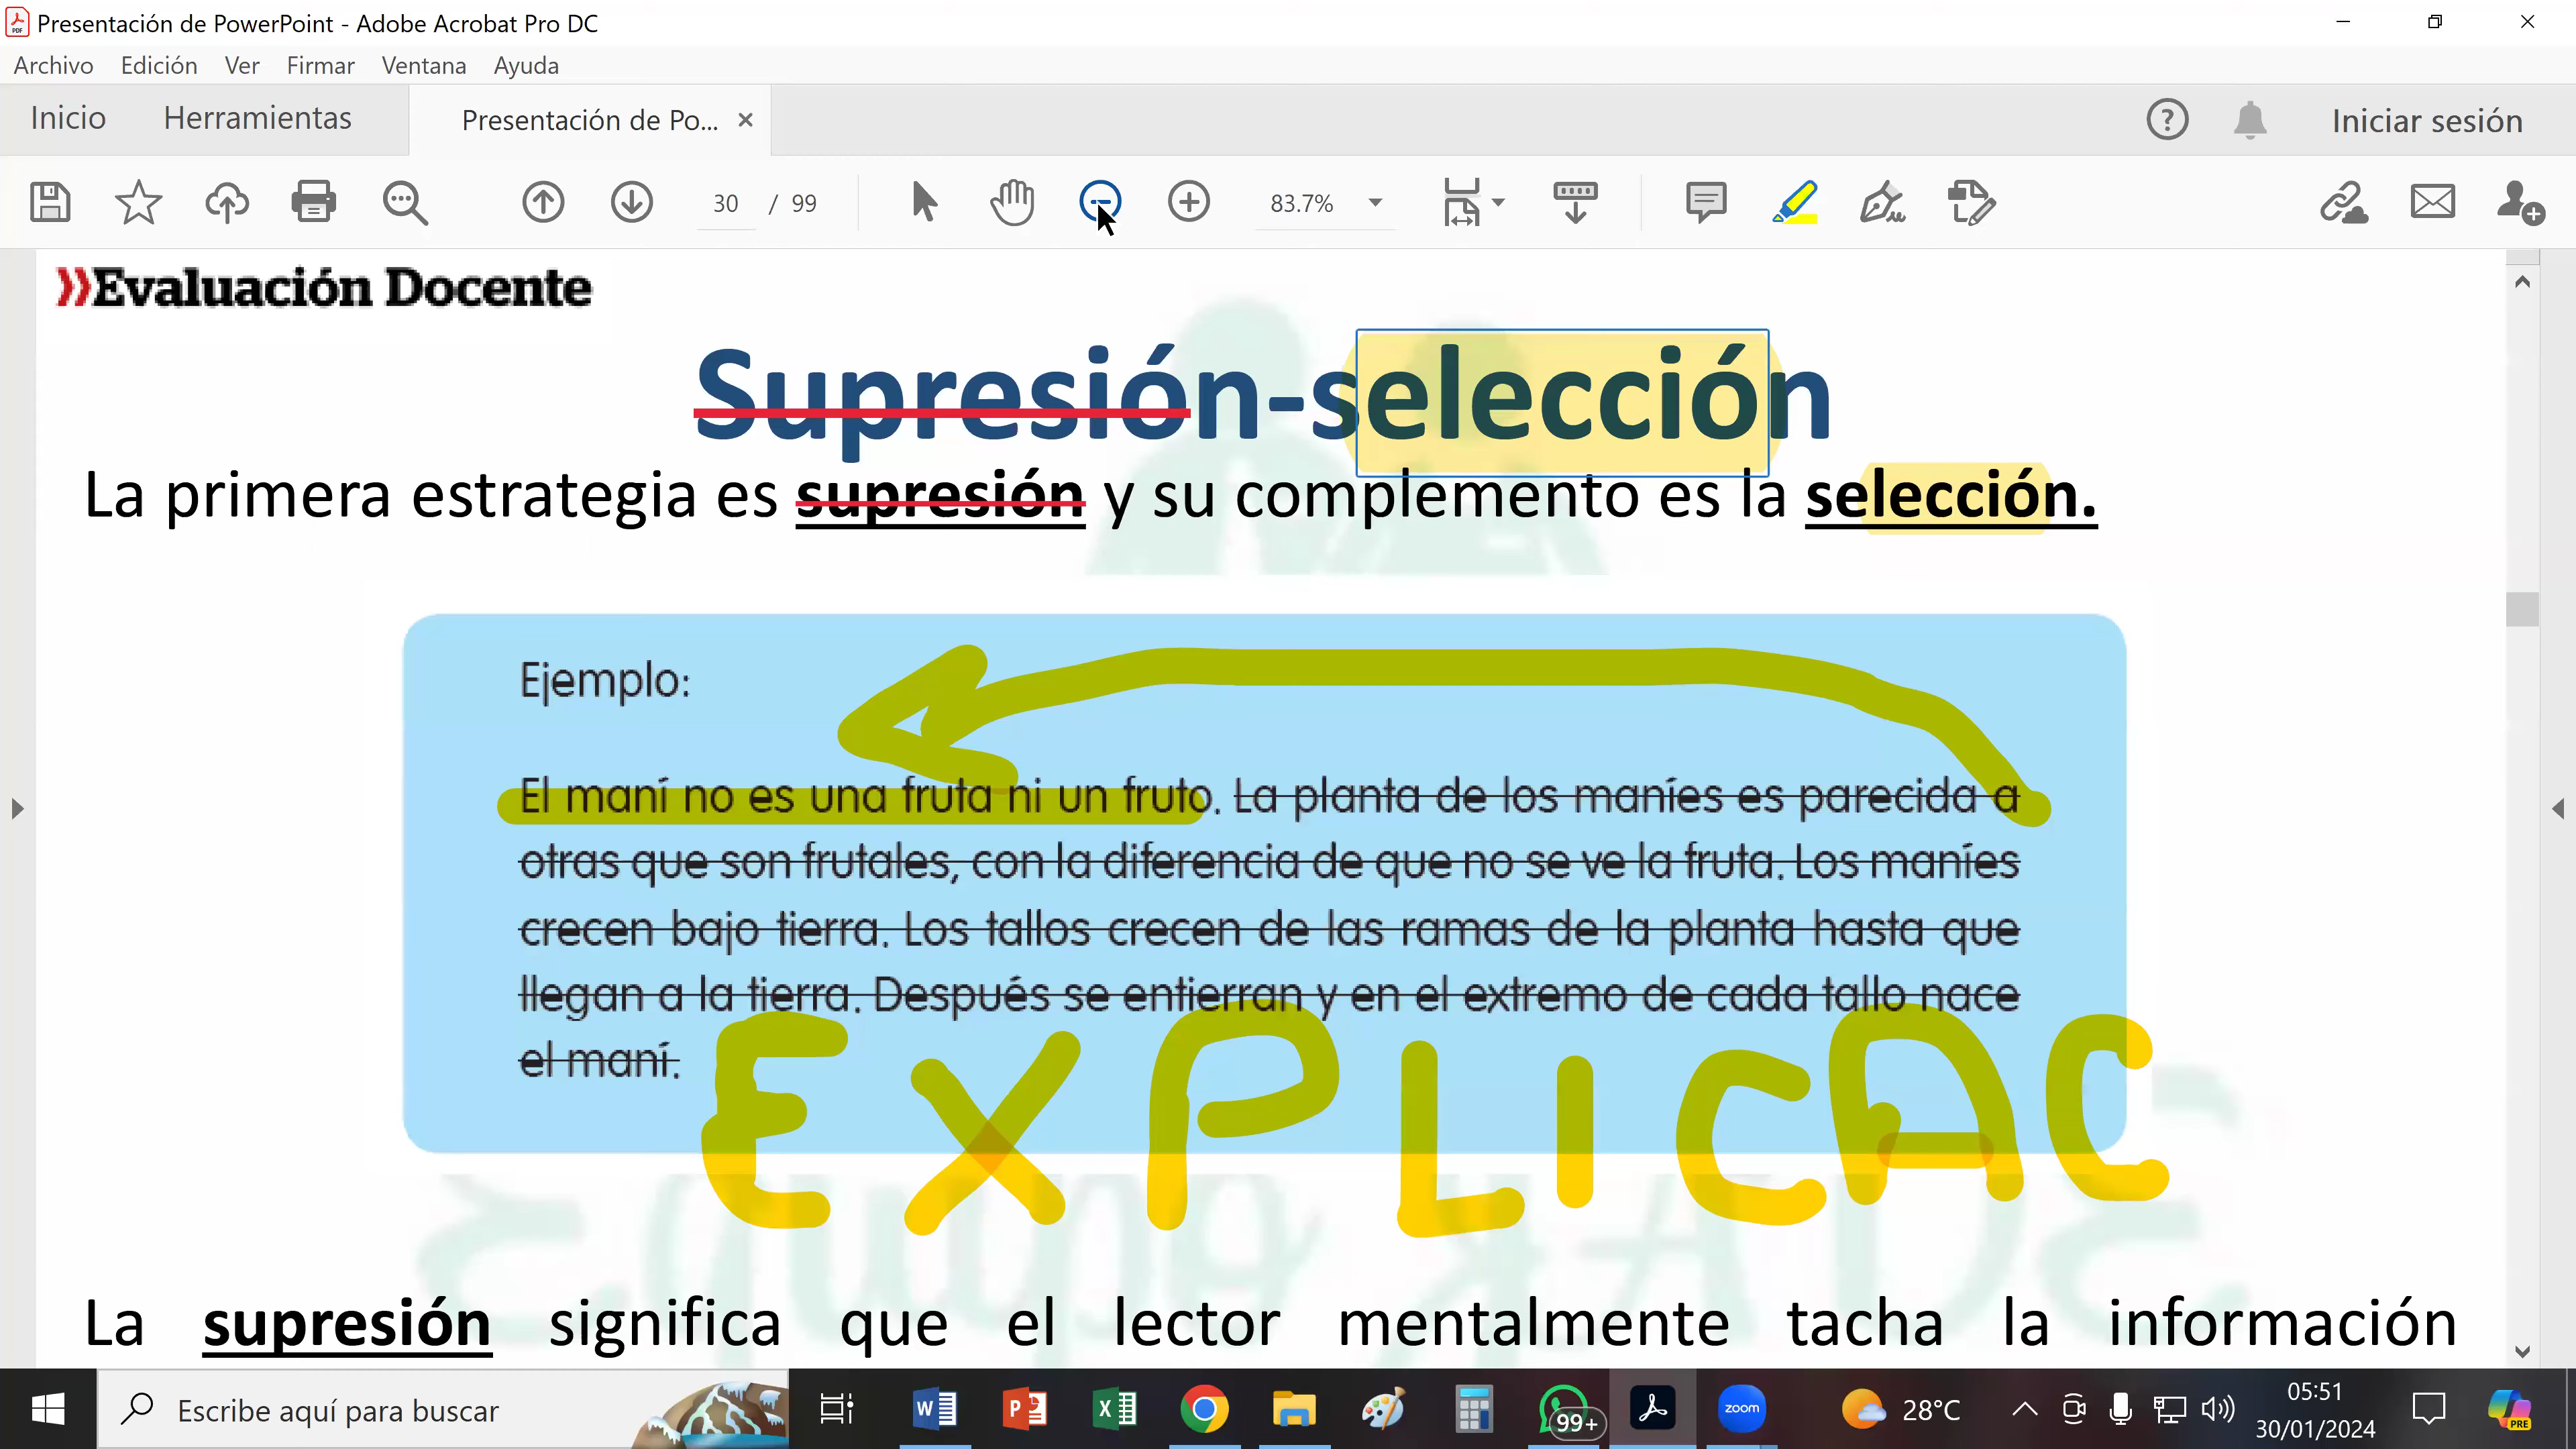 Presentación de PowerPoint - Adobe Acrobat Pro DC
Archivo Edición Ver Firmar Ventana Ayuda
Inicio Herramientas Presentación de Po... Iniciar sesión
30 / 99 83.7%
Evaluación Docente
Supresión-selección
La primera estrategia es supresión y su complemento es la selección.
Ejemplo:
El maní no es una fruta ni un fruto. La planta de los maníes es parecida a
otras que son frutales, con la diferencia de que no se ve la fruta. Los maníes
crecen bajo tierra. Los tallos crecen de las ramas de la planta hasta que
llegan a la tierra. Después se entierran y en el extremo de cada tallo nace
el maní.
EXPLICAC
La supresión significa que el lector mentalmente tacha la información
Escribe aquí para buscar
99+
zoom
28°C
PRE
05:51
30/01/2024